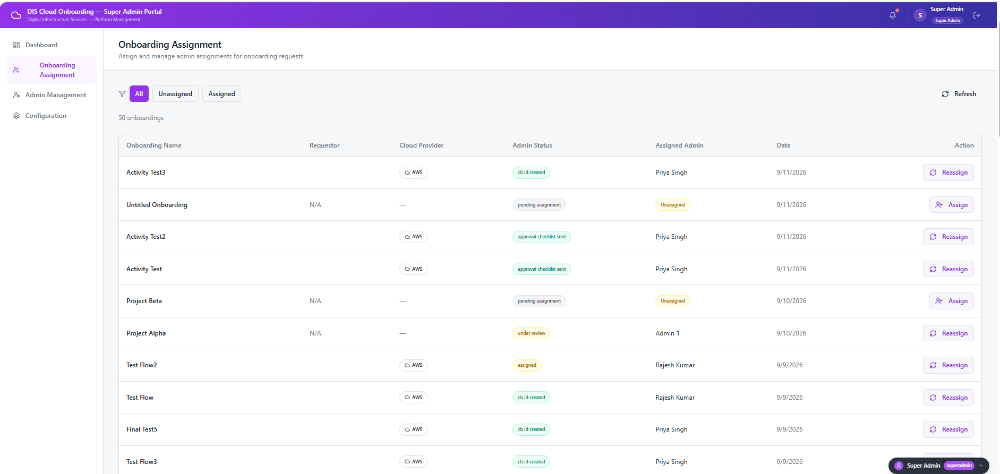 DIS Cloud Onboarding — Super Admin Portal
Digital Infrastructure Services — Platform Management
S
Super Admin
Super Admin
Dashboard
Onboarding
Assignment
Admin Management
Configuration
Onboarding Assignment
Assign and manage admin assignments for onboarding requests
All Unassigned Assigned Refresh
50 onboardings
Onboarding Name Requestor Cloud Provider Admin Status Assigned Admin Date Action
Activity Test3 AWS cb id created Priya Singh 9/11/2026 Reassign
Untitled Onboarding N/A — pending assignment Unassigned 9/11/2026 Assign
Activity Test2 AWS approval checklist sent Priya Singh 9/11/2026 Reassign
Activity Test AWS approval checklist sent Priya Singh 9/11/2026 Reassign
Project Beta N/A — pending assignment Unassigned 9/10/2026 Assign
Project Alpha N/A — under review Admin 1 9/10/2026 Reassign
Test Flow2 AWS assigned Rajesh Kumar 9/9/2026 Reassign
Test Flow AWS cb id created Rajesh Kumar 9/9/2026 Reassign
Final Test5 AWS cb id created Priya Singh 9/9/2026 Reassign
Test Flow3 AWS cb id created Priya Singh 9/9/2026
Super Admin superadmin